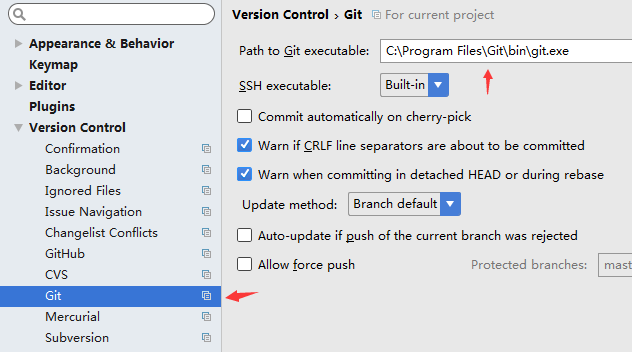 Version Control › Git For current project
Appearance & Behavior
Keymap
Editor
Plugins
Version Control
Confirmation
Background
Ignored Files
Issue Navigation
Changelist Conflicts
GitHub
CVS
Git
Mercurial
Subversion
Path to Git executable: C:\Program Files\Git\bin\git.exe
SSH executable: Built-in
Commit automatically on cherry-pick
Warn if CRLF line separators are about to be committed
Warn when committing in detached HEAD or during rebase
Update method: Branch default
Auto-update if push of the current branch was rejected
Allow force push Protected branches: mast